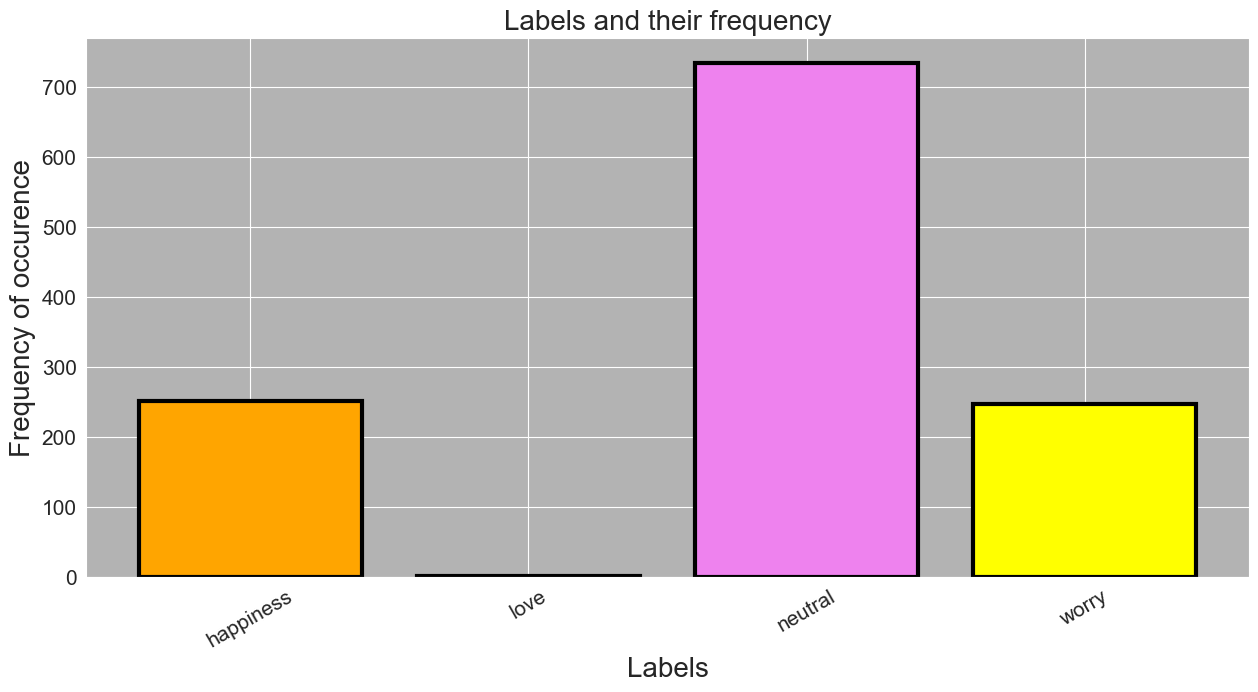 Labels and their frequency
Frequency of occurence
700
600
500
400
300
200
100
0
happiness
love
neutral
worry
Labels